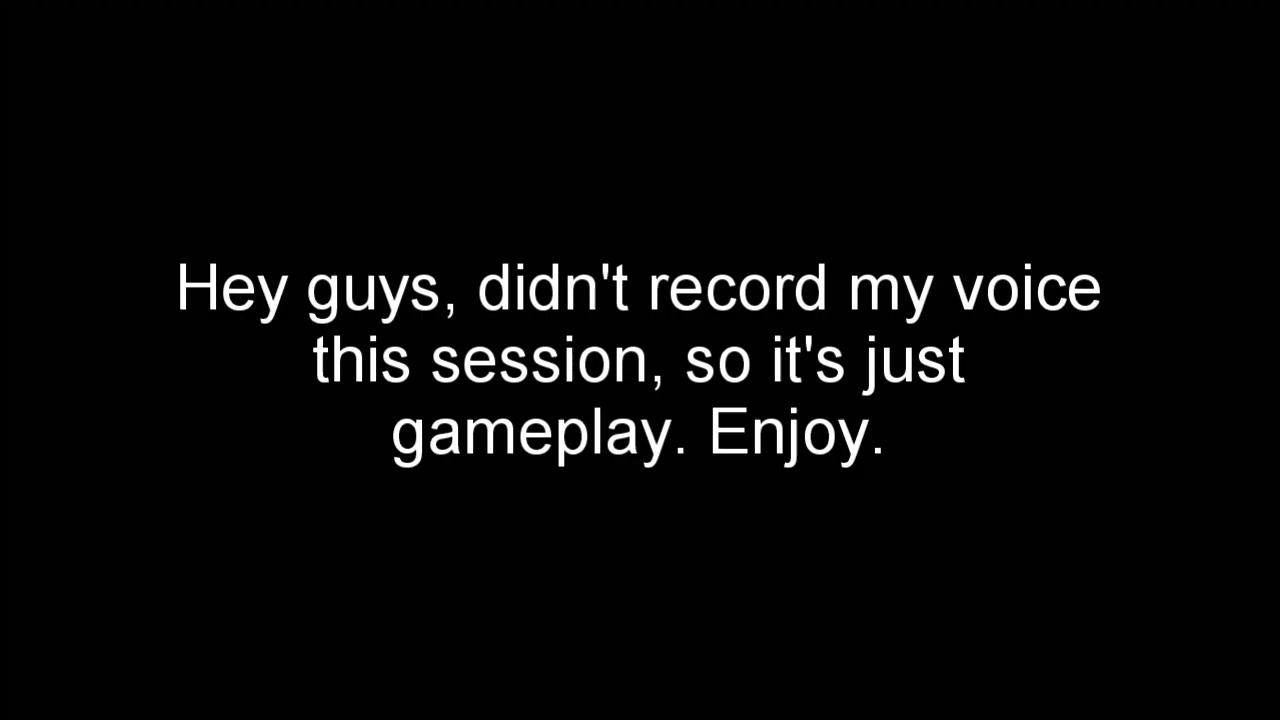 Hey guys, didn't record my voice
this session, so it's just
gameplay. Enjoy.